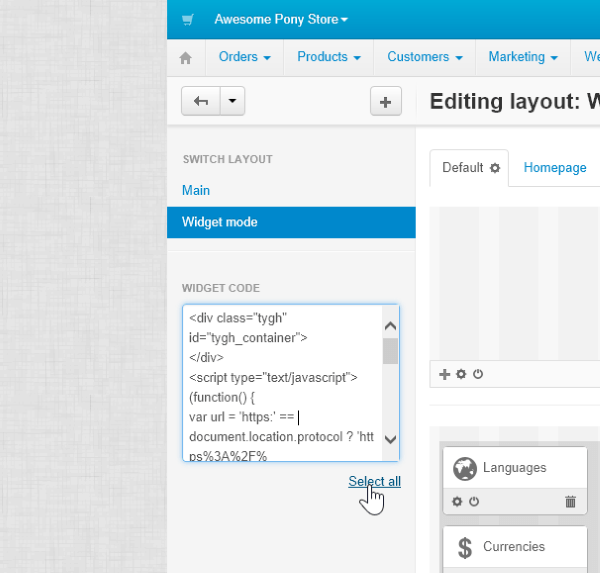 Awesome Pony Store
Orders Products Customers Marketing We
Editing layout: W
SWITCH LAYOUT
Main
Widget mode
Default Homepage
WIDGET CODE
<div class="tygh"
id="tygh_container">
</div>
<script type="text/javascript">
(function() {
var url = 'https:' ==
document.location.protocol ? 'htt
ps%3A%2F%
Select all
Languages
$ Currencies